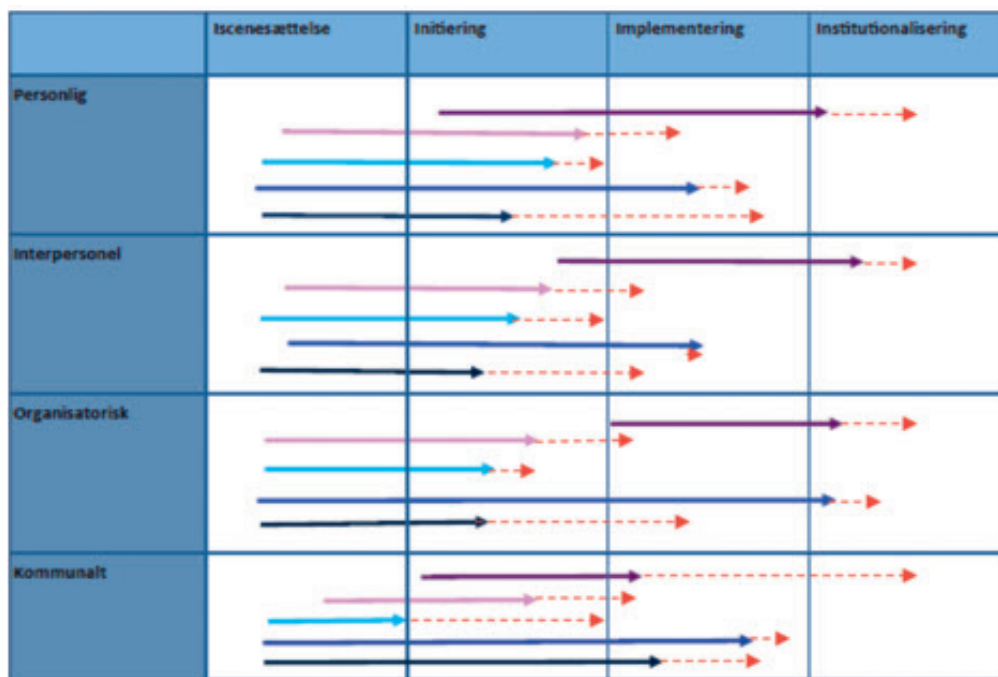 Iscenesættelse
Initiering
Implementering
Institutionalisering
Personlig
Interpersonel
Organisatorisk
Kommunalt